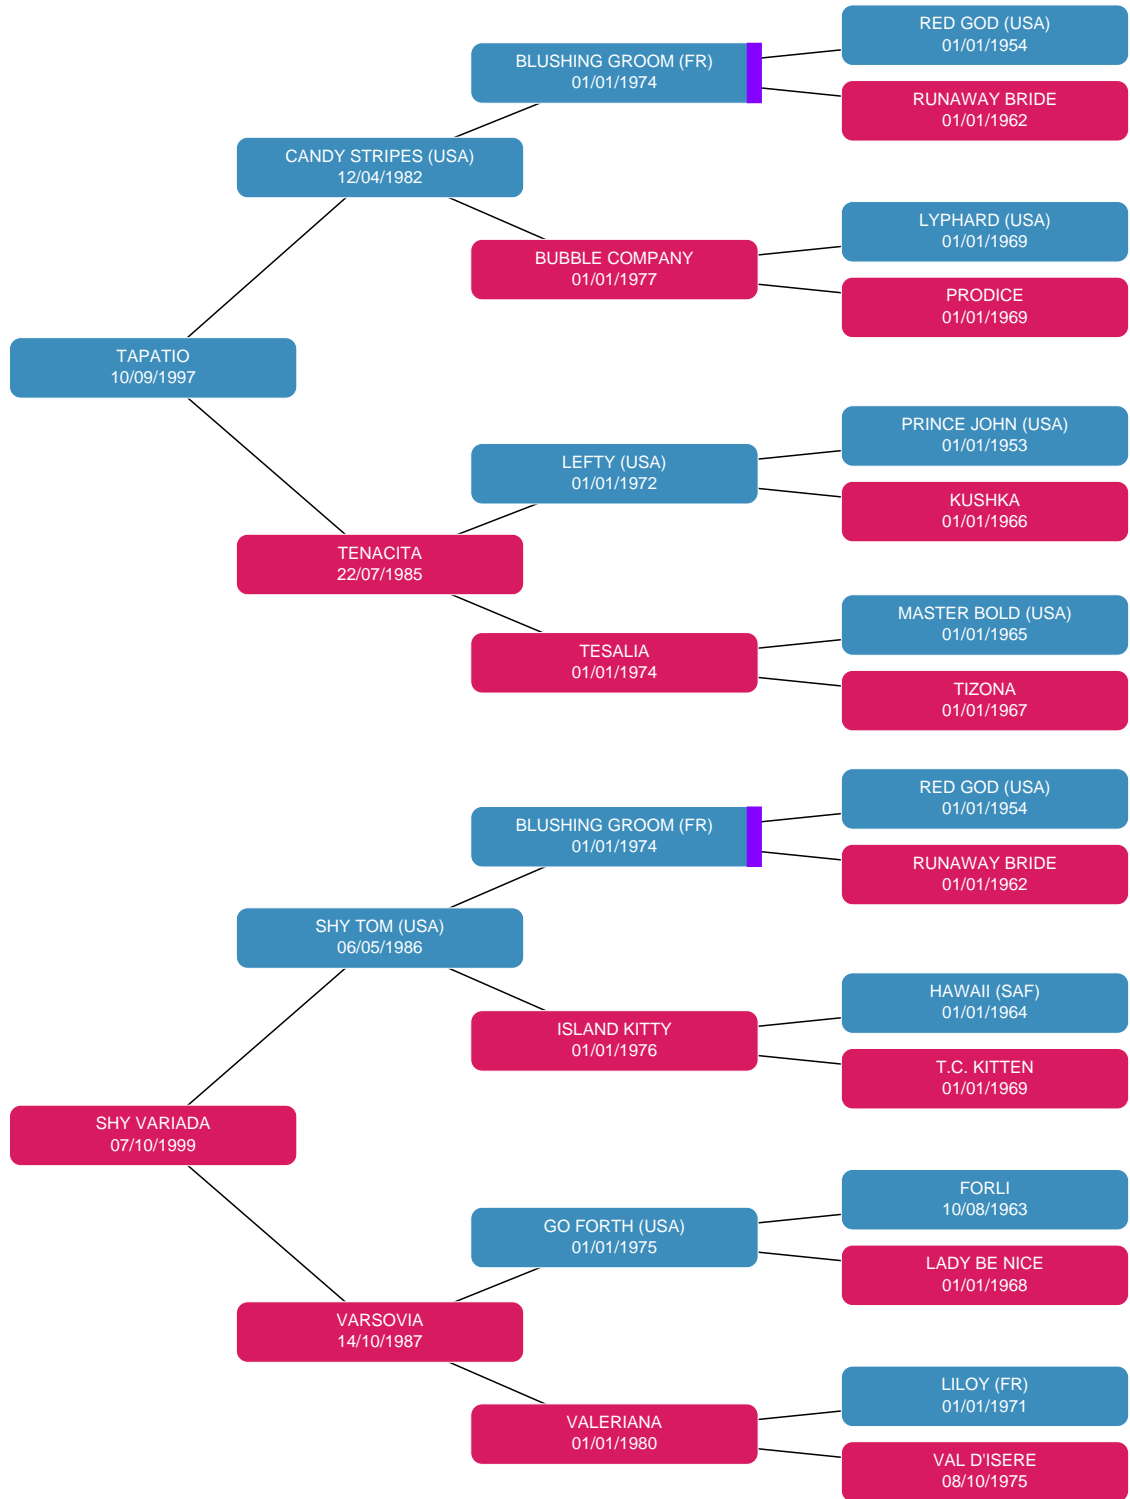 RED GOD (USA)
01/01/1954
BLUSHING GROOM (FR)
01/01/1974
RUNAWAY BRIDE
01/01/1962
CANDY STRIPES (USA)
12/04/1982
LYPHARD (USA)
01/01/1969
BUBBLE COMPANY
01/01/1977
PRODICE
01/01/1969
TAPATIO
10/09/1997
PRINCE JOHN (USA)
01/01/1953
LEFTY (USA)
01/01/1972
KUSHKA
01/01/1966
TENACITA
22/07/1985
MASTER BOLD (USA)
01/01/1965
TESALIA
01/01/1974
TIZONA
01/01/1967
RED GOD (USA)
01/01/1954
BLUSHING GROOM (FR)
01/01/1974
RUNAWAY BRIDE
01/01/1962
SHY TOM (USA)
06/05/1986
HAWAII (SAF)
01/01/1964
ISLAND KITTY
01/01/1976
T.C. KITTEN
01/01/1969
SHY VARIADA
07/10/1999
FORLI
10/08/1963
GO FORTH (USA)
01/01/1975
LADY BE NICE
01/01/1968
VARSOVIA
14/10/1987
LILOY (FR)
01/01/1971
VALERIANA
01/01/1980
VAL D'ISERE
08/10/1975